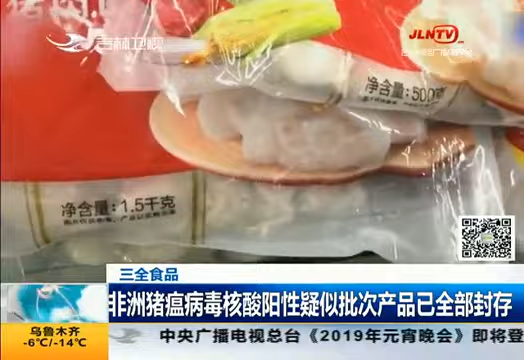 吉林卫视
JLNTV
净含量:500克
净含量:1.5千克
三全食品
非洲猪瘟病毒核酸阳性疑似批次产品已全部封存
乌鲁木齐
-6℃/-14℃
中央广播电视总台《2019年元宵晚会》即将登